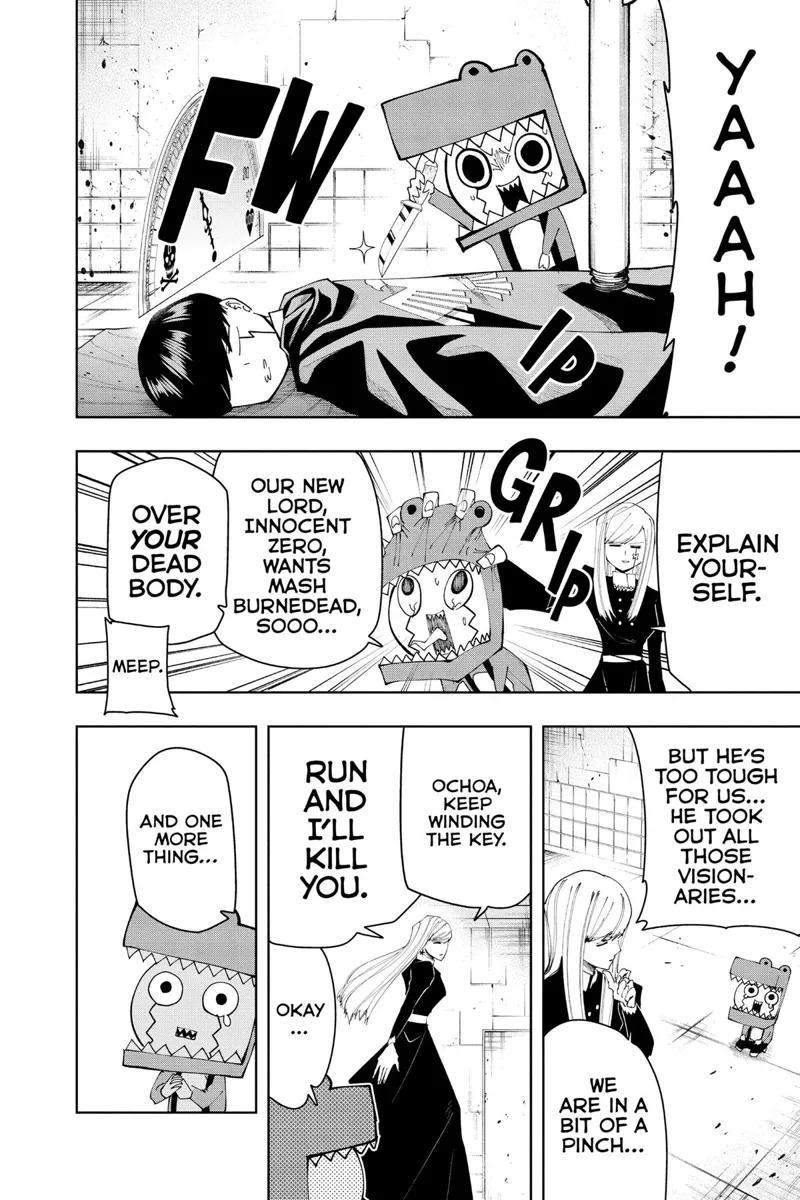 YAAAH!
FW
IP
EXPLAIN
YOUR-
SELF.
GRIP
OUR NEW
LORD,
INNOCENT
ZERO,
WANTS
MASH
BURNEDEAD,
SOOO...
OVER
YOUR
DEAD
BODY.
MEEP.
BUT HE'S
TOO TOUGH
FOR US...
HE TOOK
OUT ALL
THOSE
VISION-
ARIES...
WE
ARE IN A
BIT OF A
PINCH...
OCHOA,
KEEP
WINDING
THE KEY.
RUN
AND
I'LL
KILL
YOU.
OKAY
...
AND ONE
MORE
THING...